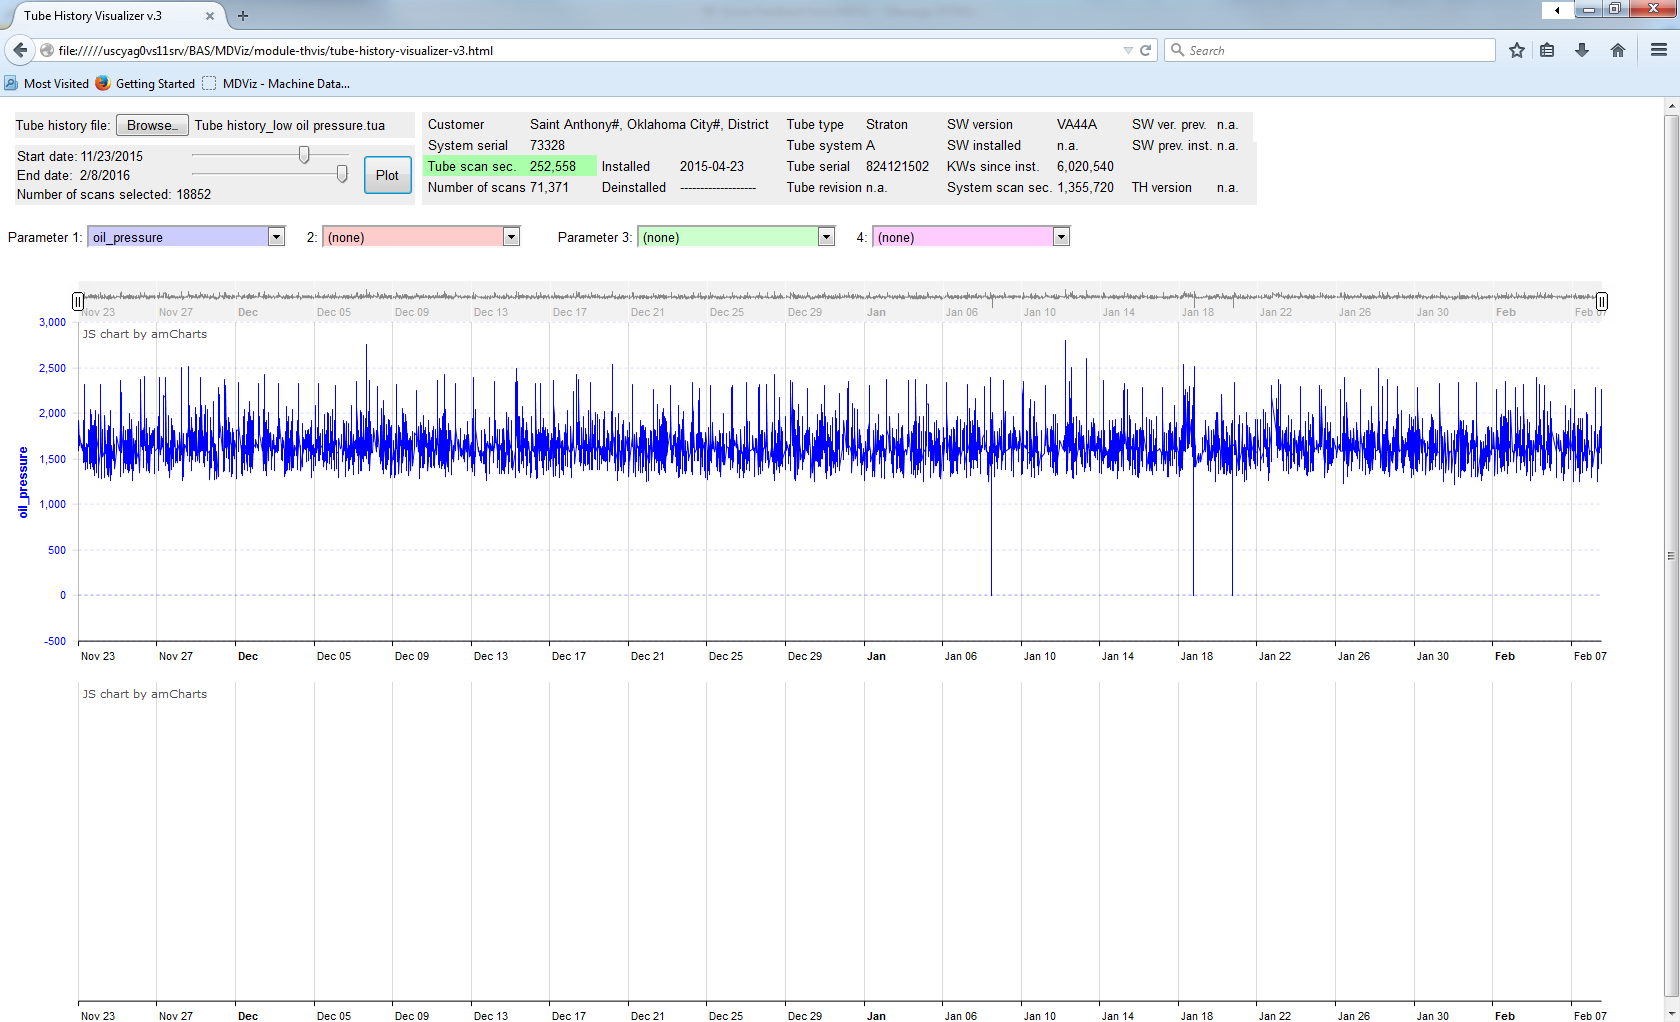 Tube History Visualizer v.3
file://///uscyag0vs11srv/BAS/MDViz/module-thvis/tube-history-visualizer-v3.html
Search
Most Visited Getting Started MDViz - Machine Data...
Tube history file: Browse... Tube history_low oil pressure.tua
Start date: 11/23/2015
End date: 2/8/2016
Number of scans selected: 18852
Plot
Customer Saint Anthony#, Oklahoma City#, District Tube type Straton SW version VA44A SW ver. prev. n.a.
System serial 73328 Tube system A SW installed n.a. SW prev. inst. n.a.
Tube scan sec. 252,558 Installed 2015-04-23 Tube serial 824121502 KWs since inst. 6,020,540
Number of scans 71,371 Deinstalled ------------------- Tube revision n.a. System scan sec. 1,355,720 TH version n.a.
Parameter 1: oil_pressure 2: (none) Parameter 3: (none) 4: (none)
Nov 23 Nov 27 Dec Dec 05 Dec 09 Dec 13 Dec 17 Dec 21 Dec 25 Dec 29 Jan Jan 06 Jan 10 Jan 14 Jan 18 Jan 22 Jan 26 Jan 30 Feb Feb 07
JS chart by amCharts
oil_pressure
3,000
2,500
2,000
1,500
1,000
500
0
-500
Nov 23 Nov 27 Dec Dec 05 Dec 09 Dec 13 Dec 17 Dec 21 Dec 25 Dec 29 Jan Jan 06 Jan 10 Jan 14 Jan 18 Jan 22 Jan 26 Jan 30 Feb Feb 07
JS chart by amCharts
Nov 23 Nov 27 Dec Dec 05 Dec 09 Dec 13 Dec 17 Dec 21 Dec 25 Dec 29 Jan Jan 06 Jan 10 Jan 14 Jan 18 Jan 22 Jan 26 Jan 30 Feb Feb 07